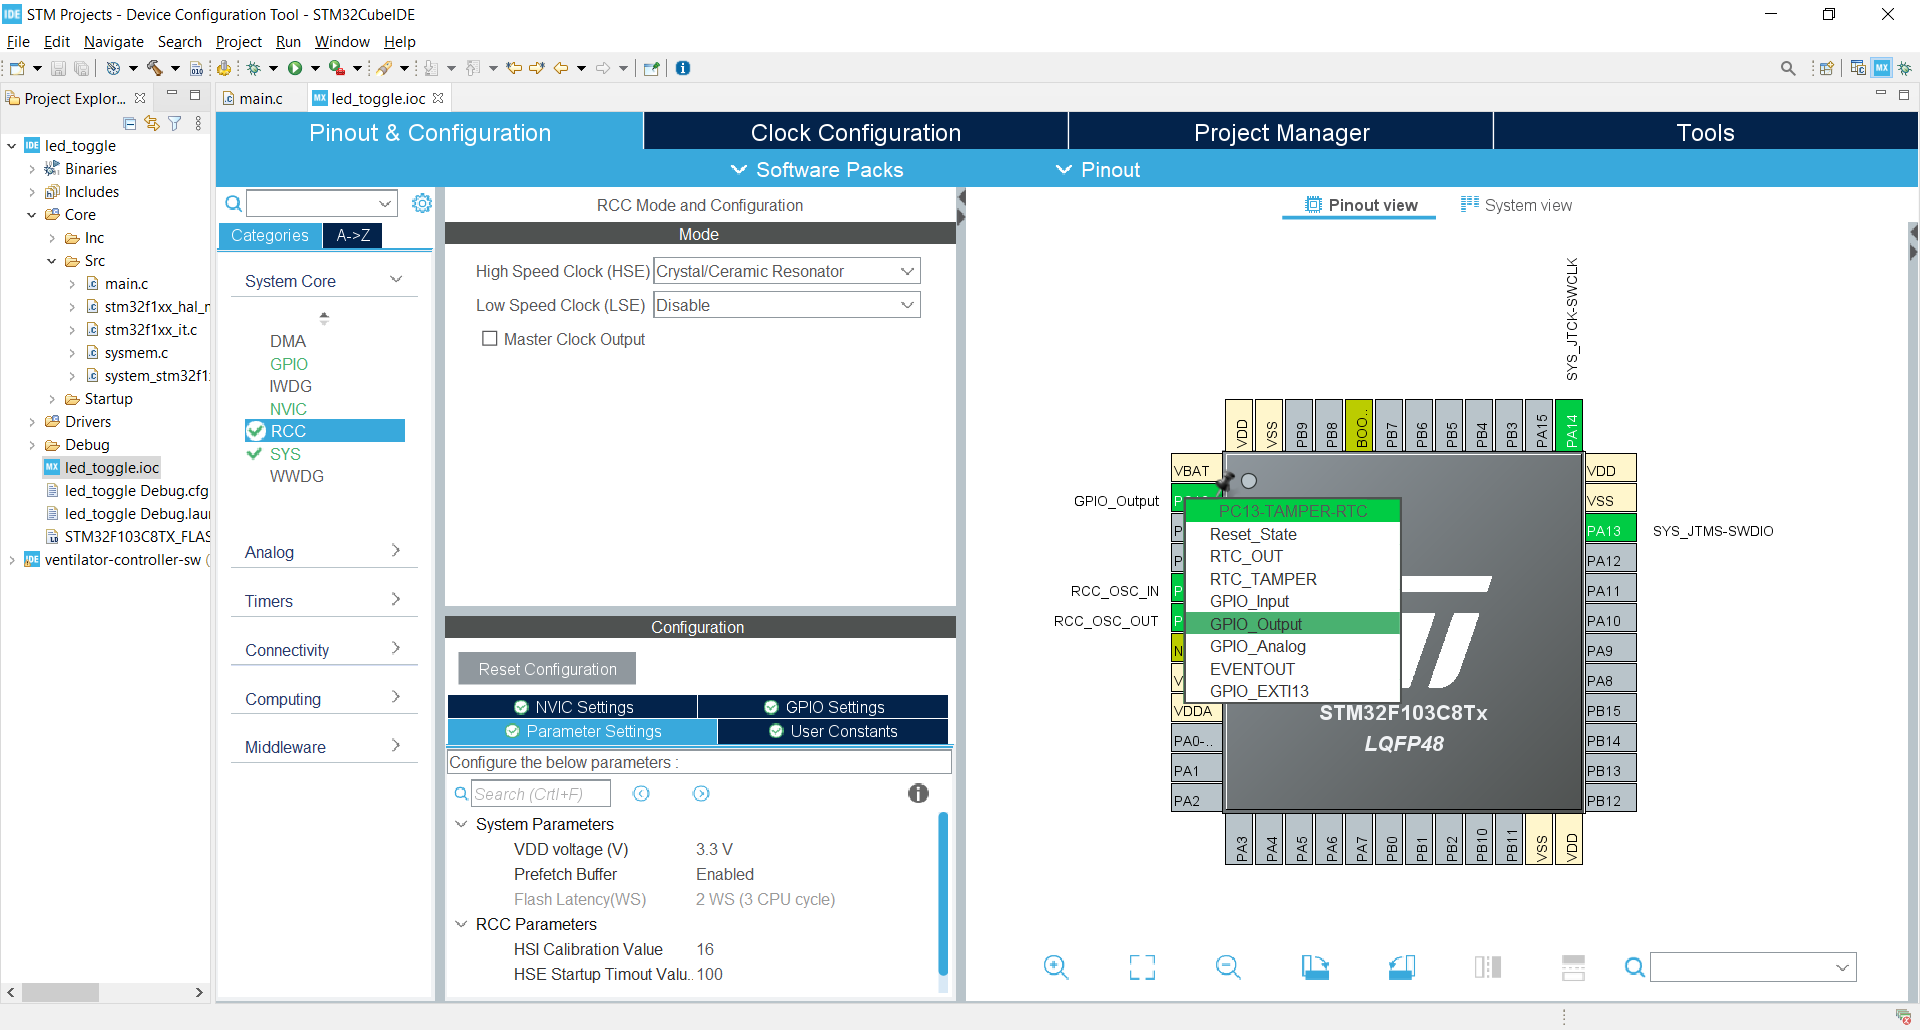 IDE STM Projects - Device Configuration Tool - STM32CubeIDE
File Edit Navigate Search Project Run Window Help
Project Explor...
main.c
MX led_toggle.ioc
IDE led_toggle
Binaries
Includes
Core
Inc
Src
main.c
stm32f1xx_hal_r
stm32f1xx_it.c
sysmem.c
system_stm32f1
Startup
Drivers
Debug
MX led_toggle.ioc
led_toggle Debug.cfg
led_toggle Debug.lau
STM32F103C8TX_FLAS
IDE ventilator-controller-sw (
Pinout & Configuration
Clock Configuration
Project Manager
Tools
Software Packs
Pinout
Categories
A->Z
System Core
DMA
GPIO
IWDG
NVIC
RCC
SYS
WWDG
Analog
Timers
Connectivity
Computing
Middleware
RCC Mode and Configuration
Mode
High Speed Clock (HSE) Crystal/Ceramic Resonator
Low Speed Clock (LSE) Disable
Master Clock Output
Configuration
Reset Configuration
NVIC Settings
GPIO Settings
Parameter Settings
User Constants
Configure the below parameters :
Search (CrtI+F)
System Parameters
VDD voltage (V) 3.3 V
Prefetch Buffer Enabled
Flash Latency(WS) 2 WS (3 CPU cycle)
RCC Parameters
HSI Calibration Value 16
HSE Startup Timout Valu.. 100
Pinout view
System view
SYS_JTCK-SWCLK
VDD
VSS
PB9
PB8
BOO..
PB7
PB6
PB5
PB4
PB3
PA15
PA14
VBAT
GPIO_Output
RCC_OSC_IN
RCC_OSC_OUT
VDDA
PA0-..
PA1
PA2
PC13-TAMPER-RTC
Reset_State
RTC_OUT
RTC_TAMPER
GPIO_Input
GPIO_Output
GPIO_Analog
EVENTOUT
GPIO_EXTI13
STM32F103C8Tx
LQFP48
VDD
VSS
PA13 SYS_JTMS-SWDIO
PA12
PA11
PA10
PA9
PA8
PB15
PB14
PB13
PB12
PA3
PA4
PA5
PA6
PA7
PB0
PB1
PB2
PB10
PB11
VSS
VDD